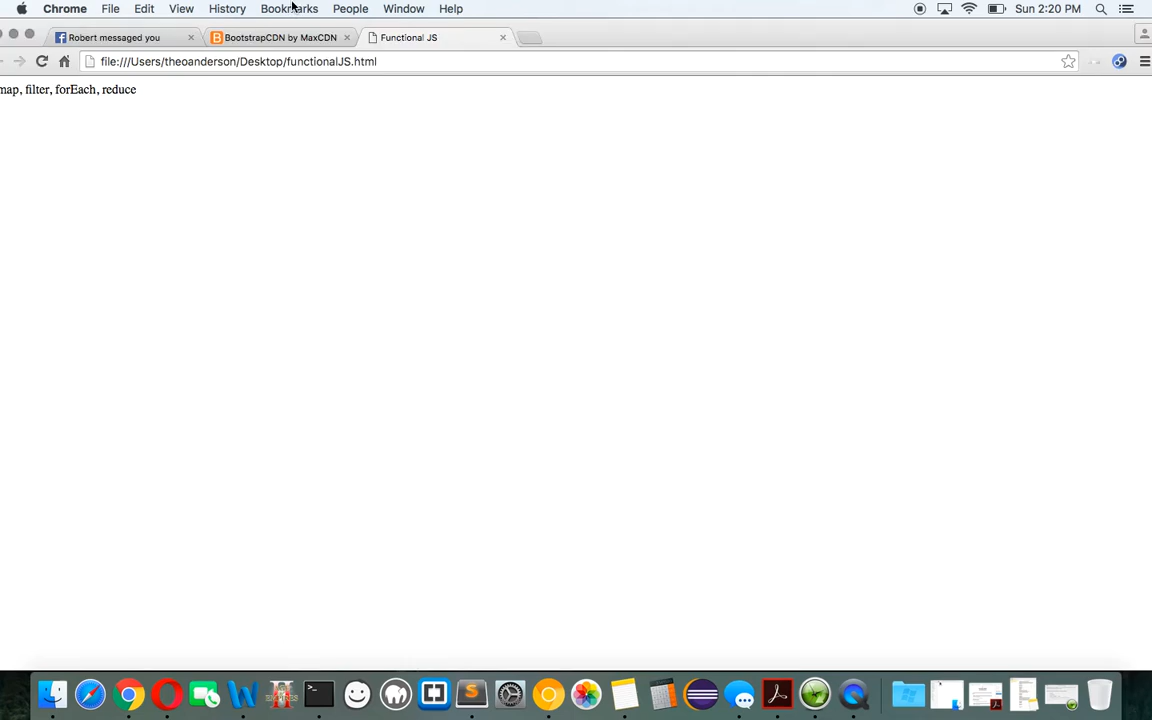 Chrome File Edit View History Bookmarks People Window Help Sun 2:20 PM
Robert messaged you BootstrapCDN by MaxCDN Functional JS
file:///Users/theoanderson/Desktop/functionalJS.html
map, filter, forEach, reduce